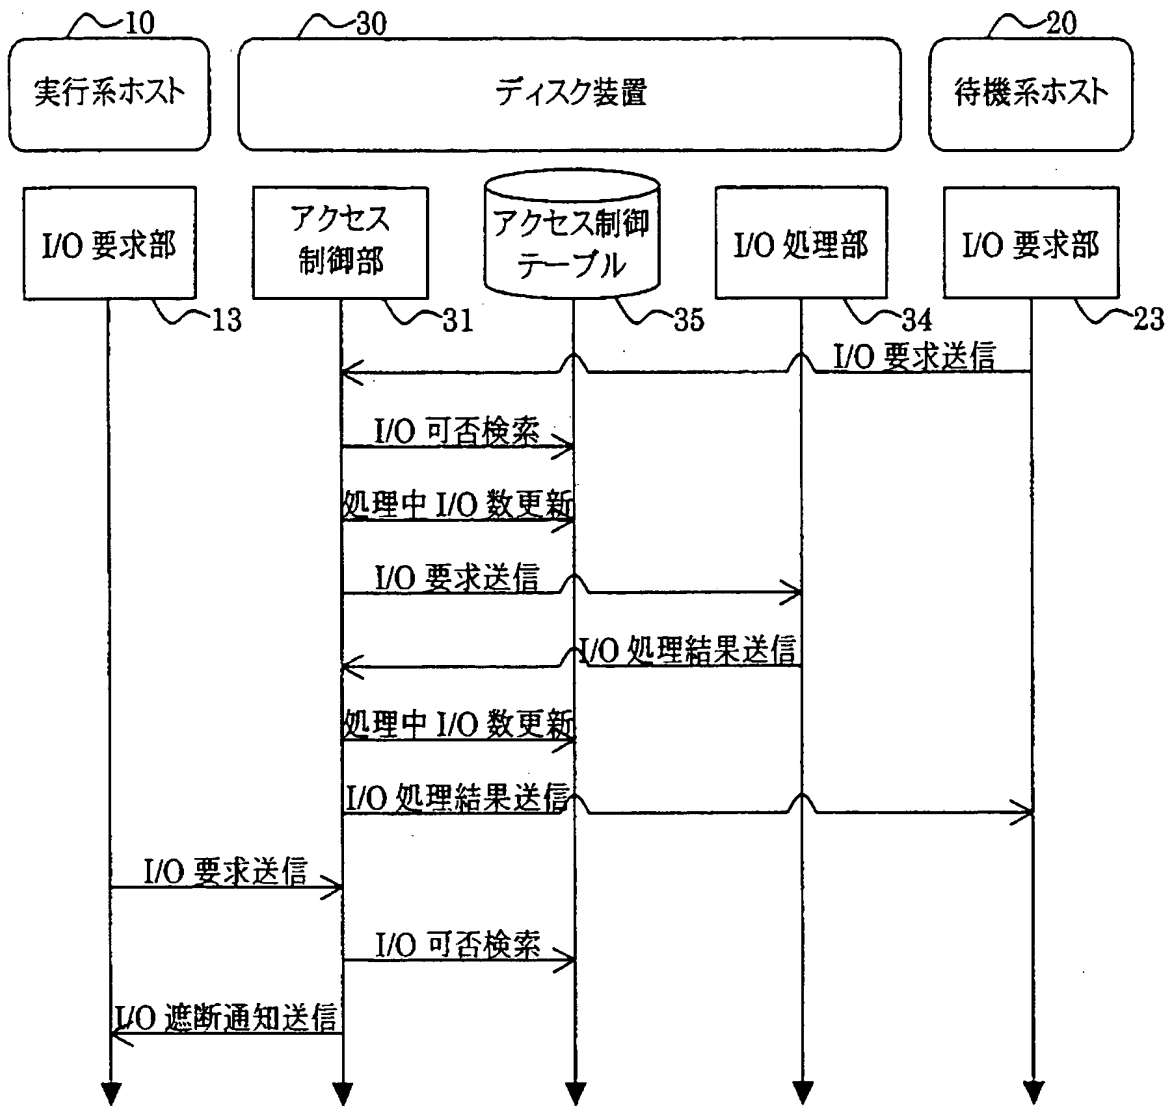 10
30
20
実行系ホスト
ディスク装置
待機系ホスト
I/O 要求部
アクセス
制御部
アクセス制御
テーブル
I/O 処理部
I/O 要求部
13
31
35
34
23
I/O 要求送信
I/O 可否検索
処理中 I/O 数更新
I/O 要求送信
I/O 処理結果送信
処理中 I/O 数更新
I/O 処理結果送信
I/O 要求送信
I/O 可否検索
I/O 遮断通知送信